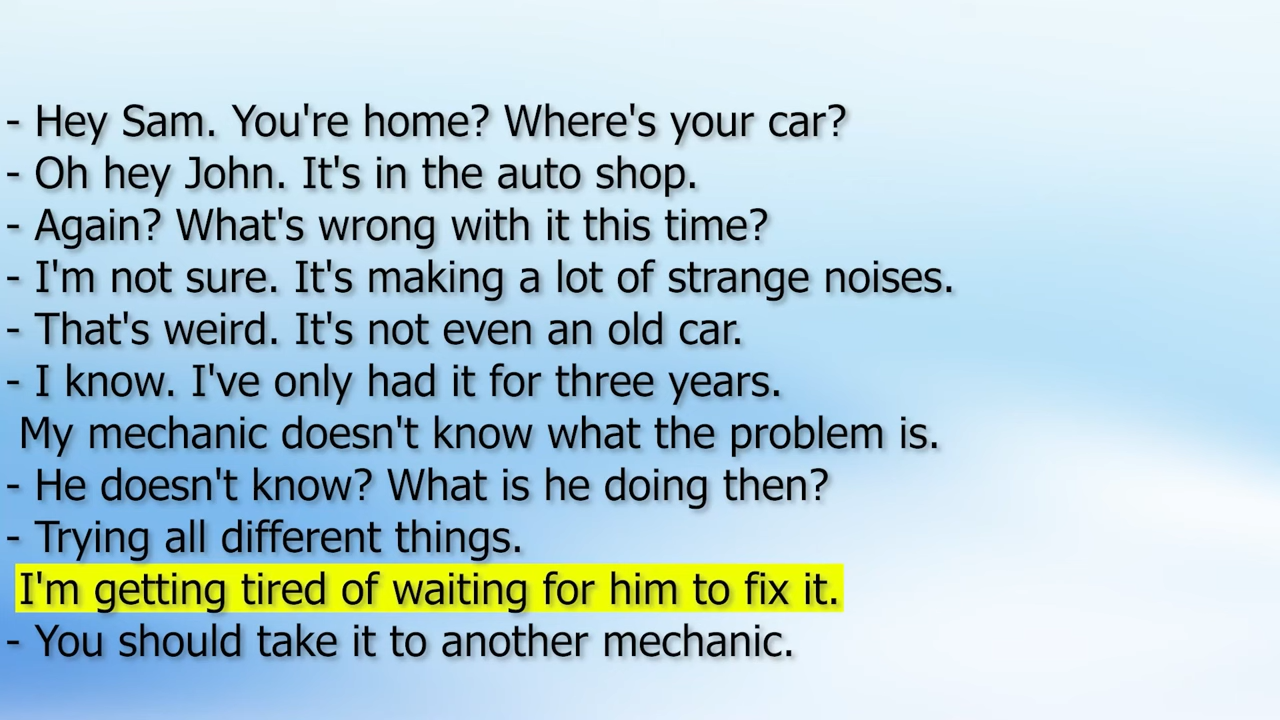 - Hey Sam. You're home? Where's your car?
- Oh hey John. It's in the auto shop.
- Again? What's wrong with it this time?
- I'm not sure. It's making a lot of strange noises.
- That's weird. It's not even an old car.
- I know. I've only had it for three years.
My mechanic doesn't know what the problem is.
- He doesn't know? What is he doing then?
- Trying all different things.
I'm getting tired of waiting for him to fix it.
- You should take it to another mechanic.